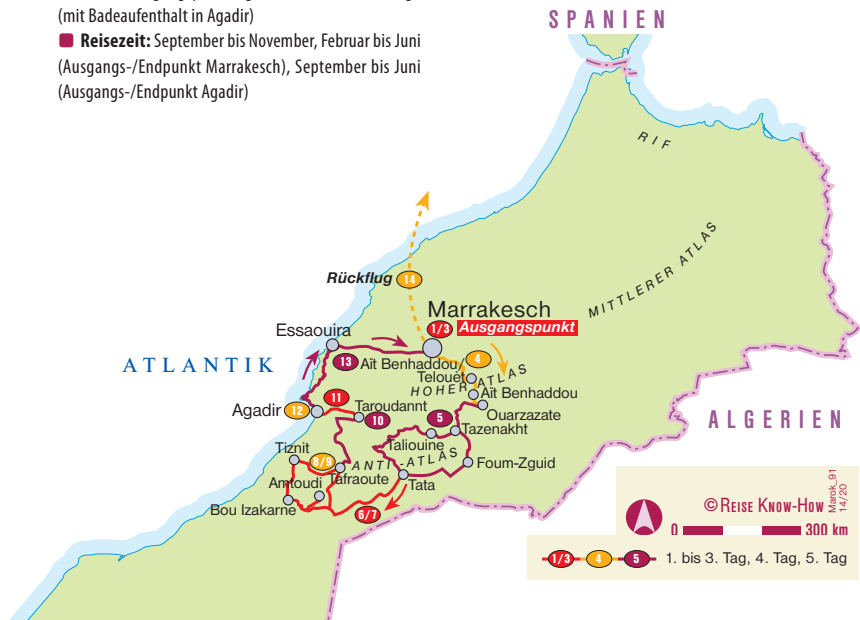 (mit Badeaufenthalt in Agadir)
Reisezeit: September bis November, Februar bis Juni
(Ausgangs-/Endpunkt Marrakesch), September bis Juni
(Ausgangs-/Endpunkt Agadir)
SPANIEN
RIF
MITTLERER ATLAS
Rückflug 14
Marrakesch
1/3 Ausgangspunkt
Essaouira
ATLANTIK
13 Aït Benhaddou/
Telouèt
4
HOHER ATLAS
Aït Benhaddou
Ouarzazate
Agadir 12
11
Taroudannt
10
5
Tazenakht
ALGERIEN
Taliouine
Tiznit
8/9
ANTI-ATLAS
Foum-Zguid
Amtoudi
Tafraoute
Tata
Bou Izakarne
6/7
© REISE KNOW-HOW
Marok_91
14/20
0 300 km
1/3 4 5 1. bis 3. Tag, 4. Tag, 5. Tag